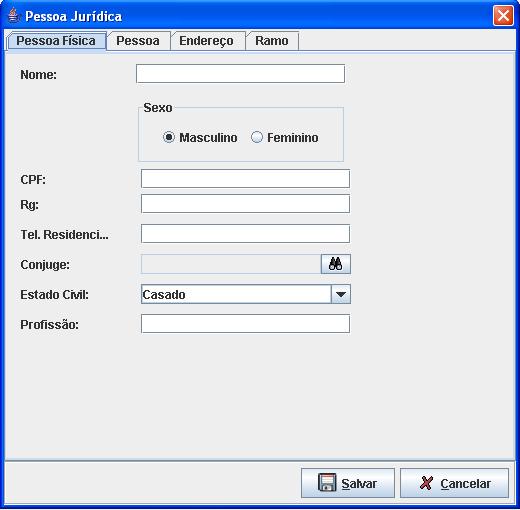 Pessoa Jurídica
Pessoa Física Pessoa Endereço Ramo
Nome:
Sexo
Masculino Feminino
CPF:
Rg:
Tel. Residenci...
Conjuge:
Estado Civil: Casado
Profissão:
Salvar Cancelar